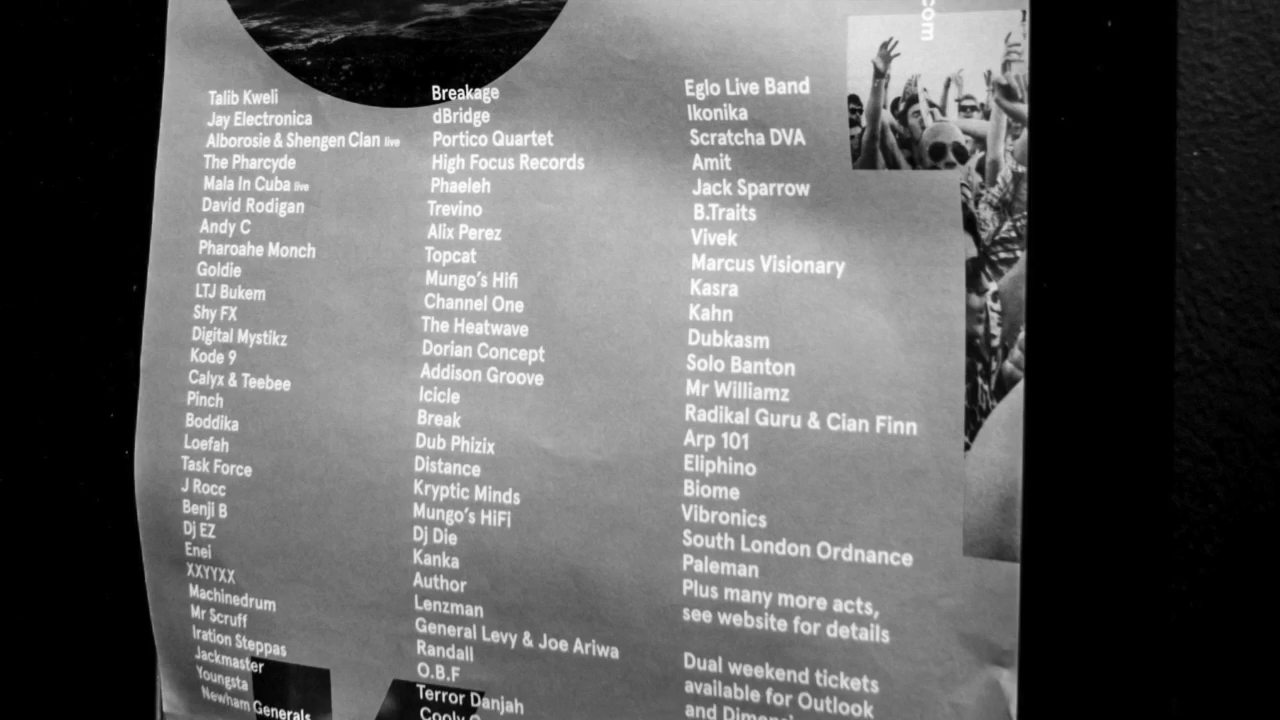 com
Talib Kweli
Jay Electronica
Alborosie & Shengen Clan live
The Pharcyde
Mala In Cuba live
David Rodigan
Andy C
Pharoahe Monch
Goldie
LTJ Bukem
Shy FX
Digital Mystikz
Kode 9
Calyx & Teebee
Pinch
Boddika
Loefah
Task Force
J Rocc
Benji B
Dj EZ
Enei
XXYYXX
Machinedrum
Mr Scruff
Iration Steppas
Jackmaster
Youngsta
Newham Generals
Breakage
dBridge
Portico Quartet
High Focus Records
Phaeleh
Trevino
Alix Perez
Topcat
Mungo's Hifi
Channel One
The Heatwave
Dorian Concept
Addison Groove
Icicle
Break
Dub Phizix
Distance
Kryptic Minds
Mungo's HiFi
Dj Die
Kanka
Author
Lenzman
General Levy & Joe Ariwa
Randall
O.B.F
Terror Danjah
Eglo Live Band
Ikonika
Scratcha DVA
Amit
Jack Sparrow
B.Traits
Vivek
Marcus Visionary
Kasra
Kahn
Dubkasm
Solo Banton
Mr Williamz
Radikal Guru & Cian Finn
Arp 101
Eliphino
Biome
Vibronics
South London Ordnance
Paleman
Plus many more acts,
see website for details
Dual weekend tickets
available for Outlook
and